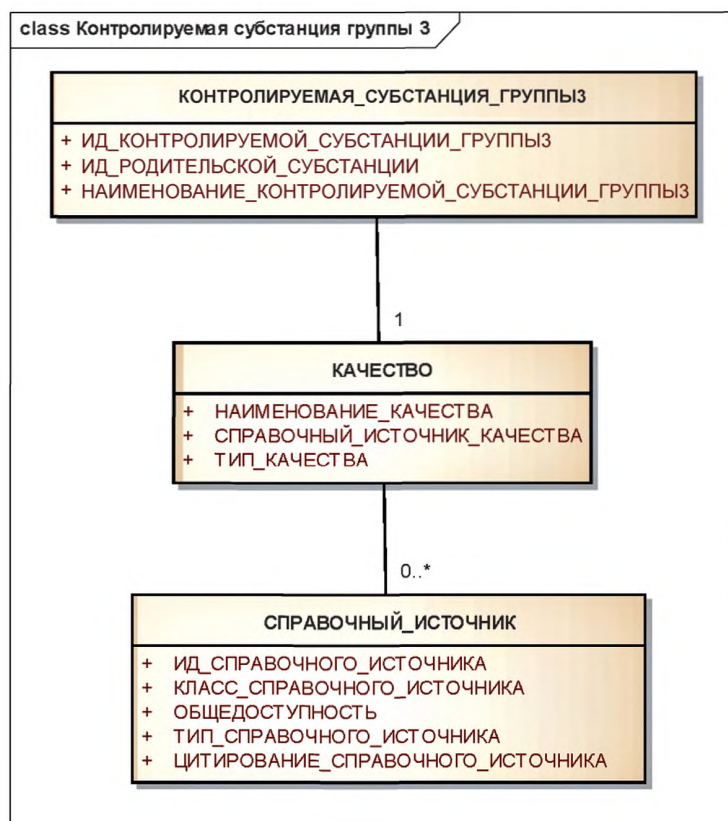 class Контролируемая субстанция группы 3
КОНТРОЛИРУЕМАЯ_СУБСТАНЦИЯ_ГРУППЫ3
+ ИД_КОНТРОЛИРУЕМОЙ_СУБСТАНЦИИ_ГРУППЫ3
+ ИД_РОДИТЕЛЬСКОЙ_СУБСТАНЦИИ
+ НАИМЕНОВАНИЕ_КОНТРОЛИРУЕМОЙ_СУБСТАНЦИИ_ГРУППЫ3
1
КАЧЕСТВО
+ НАИМЕНОВАНИЕ_КАЧЕСТВА
+ СПРАВОЧНЫЙ_ИСТОЧНИК_КАЧЕСТВА
+ ТИП_КАЧЕСТВА
0..*
СПРАВОЧНЫЙ_ИСТОЧНИК
+ ИД_СПРАВОЧНОГО_ИСТОЧНИКА
+ КЛАСС_СПРАВОЧНОГО_ИСТОЧНИКА
+ ОБЩЕДОСТУПНОСТЬ
+ ТИП_СПРАВОЧНОГО_ИСТОЧНИКА
+ ЦИТИРОВАНИЕ_СПРАВОЧНОГО_ИСТОЧНИКА